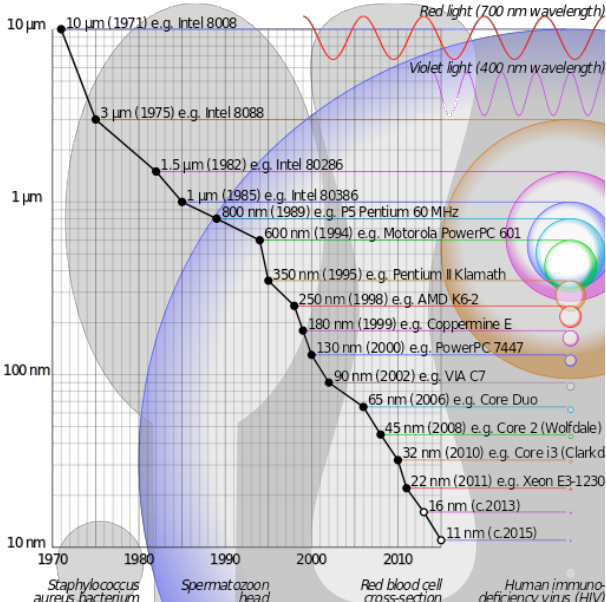 10 µm
10 µm (1971) e.g. Intel 8008
Red light (700 nm wavelength)
Violet light (400 nm wavelength)
3 µm (1975) e.g. Intel 8088
1.5 µm (1982) e.g. Intel 80286
1 µm
1 µm (1985) e.g. Intel 80386
800 nm (1989) e.g. P5 Pentium 60 MHz
600 nm (1994) e.g. Motorola PowerPC 601
350 nm (1995) e.g. Pentium II Klamath
250 nm (1998) e.g. AMD K6-2
180 nm (1999) e.g. Coppermine E
130 nm (2000) e.g. PowerPC 7447
100 nm
90 nm (2002) e.g. VIA C7
65 nm (2006) e.g. Core Duo
45 nm (2008) e.g. Core 2 (Wolfdale)
32 nm (2010) e.g. Core i3 (Clarkd
22 nm (2011) e.g. Xeon E3-1230
16 nm (c.2013)
11 nm (c.2015)
10 nm
1970 1980 1990 2000 2010
Staphylococcus
aureus bacterium
Spermatozoon
head
Red blood cell
cross-section
Human immuno-
deficiency virus (HIV)